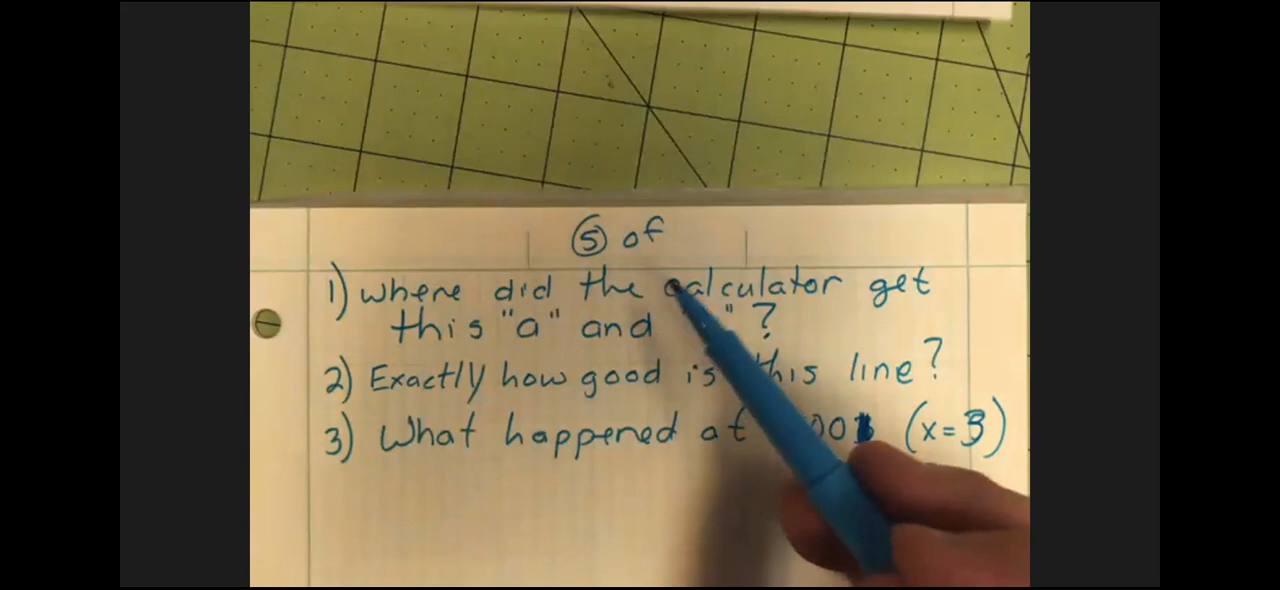 ⑤ of
1) where did the calculator get
this "a" and " ?
2) Exactly how good is this line?
3) What happened at (x=3)